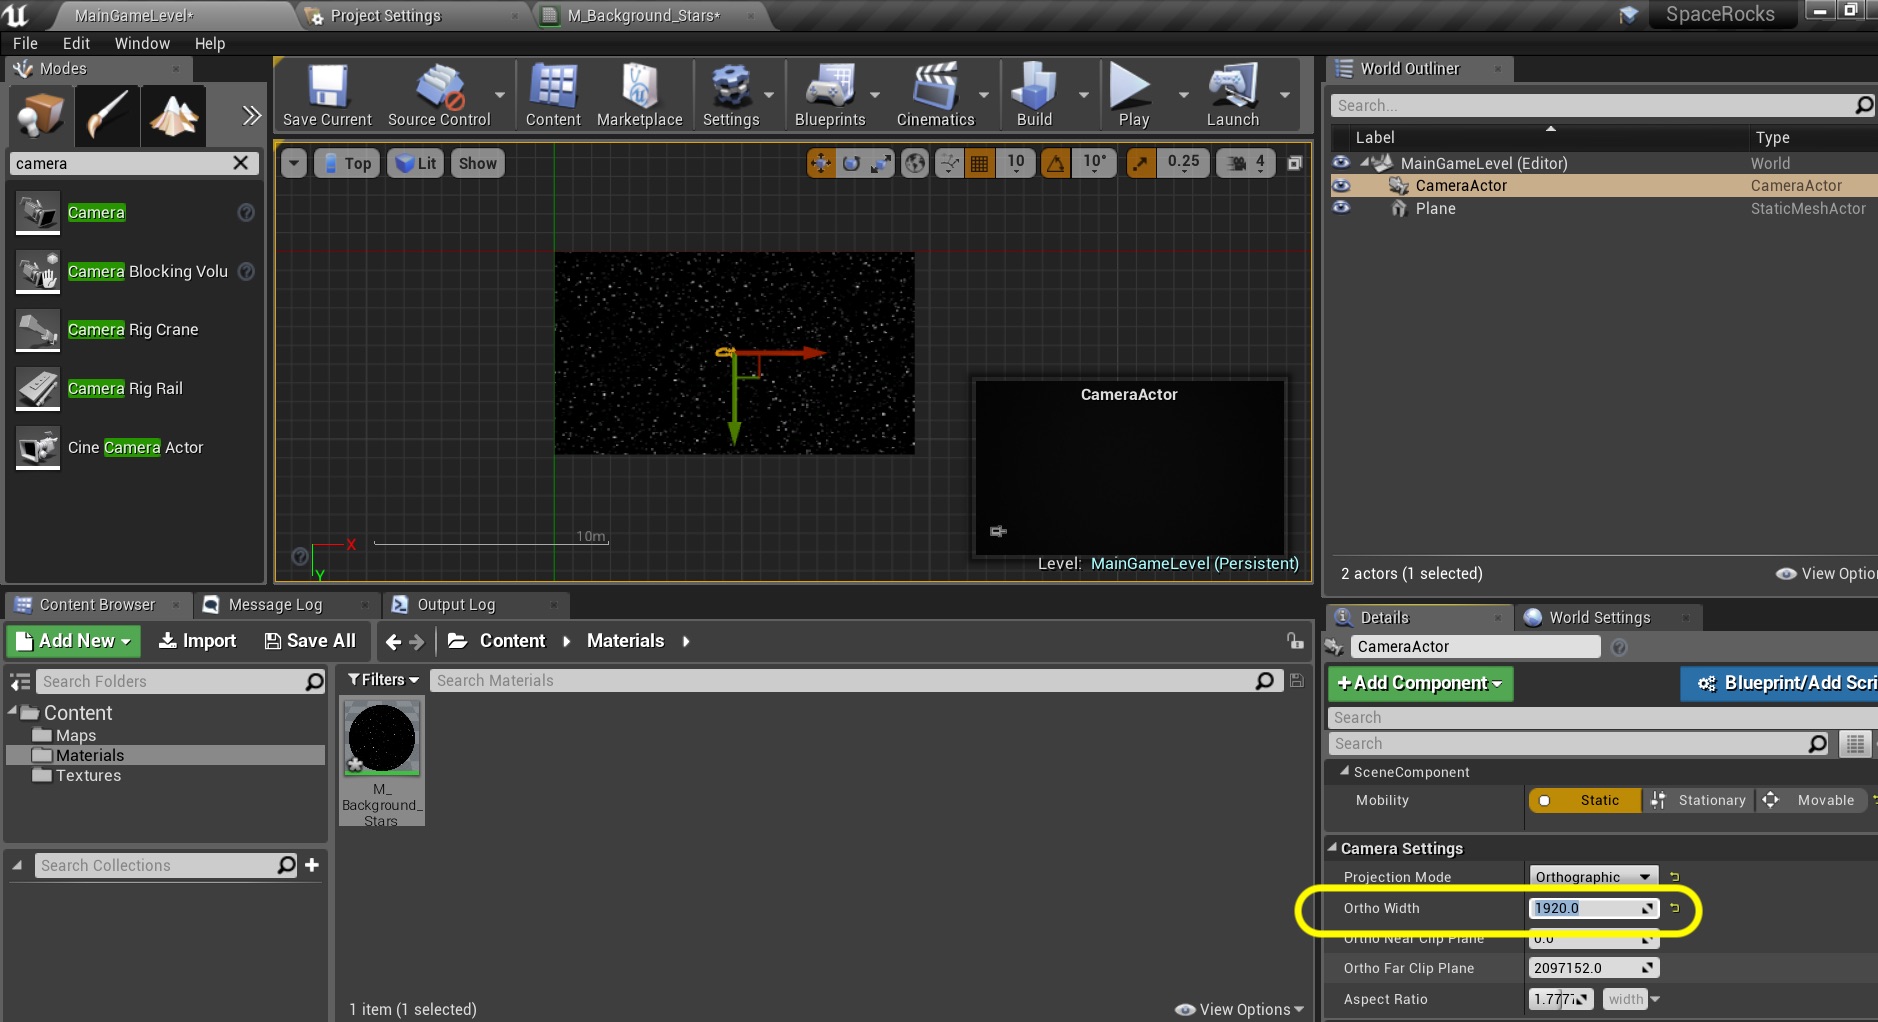 MainGameLevel*
Project Settings
M_Background_Stars*
SpaceRocks
File Edit Window Help
Modes
camera
Camera
Camera Blocking Volu
Camera Rig Crane
Camera Rig Rail
Cine Camera Actor
Save Current
Source Control
Content
Marketplace
Settings
Blueprints
Cinematics
Build
Play
Launch
Top
Lit
Show
10
10°
0.25
4
CameraActor
10m
X
Y
Level: MainGameLevel (Persistent)
World Outliner
Search...
Label Type
MainGameLevel (Editor) World
CameraActor CameraActor
Plane StaticMeshActor
2 actors (1 selected)
View Optio
Content Browser
Message Log
Output Log
Add New
Import
Save All
Content
Materials
Search Folders
Content
Maps
Materials
Textures
Search Collections
Filters
Search Materials
M_
Background_
Stars
1 item (1 selected)
View Options
Details
World Settings
CameraActor
+Add Component
Blueprint/Add Scri
Search
Search
SceneComponent
Mobility Static Stationary Movable
Camera Settings
Projection Mode Orthographic
Ortho Width 1920.0
Ortho Near Clip Plane 0.0
Ortho Far Clip Plane 2097152.0
Aspect Ratio 1.777 width